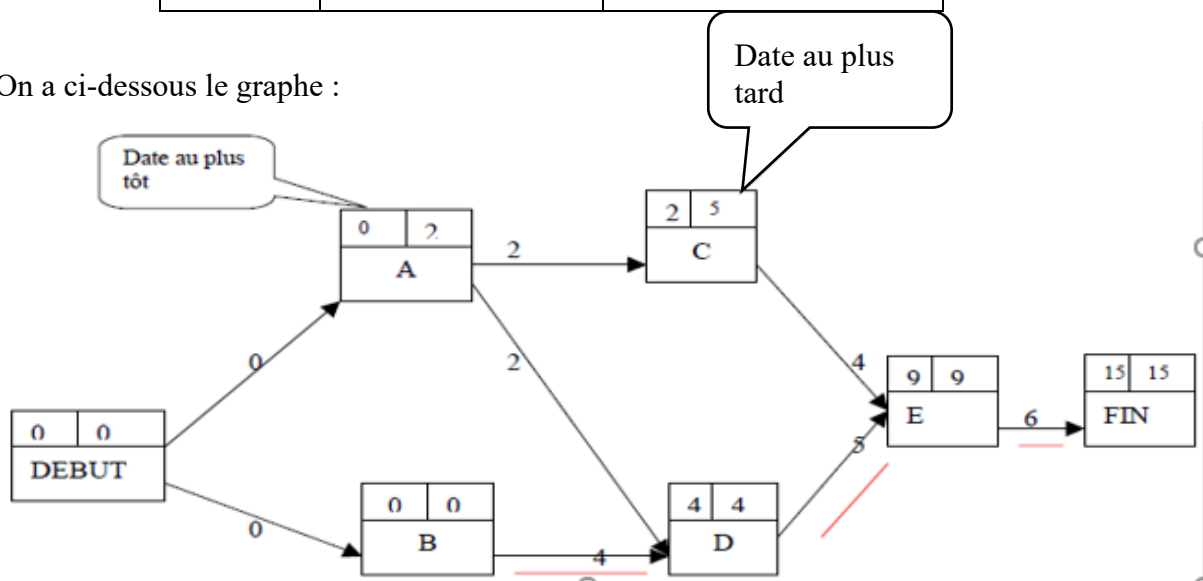 Date au plus
tard
On a ci-dessous le graphe :
Date au plus
tôt
0 2
A
2
2 5
C
0
2
4
9 9
E
15 15
FIN
6
0 0
DEBUT
5
0
0 0
B
4
4 4
D